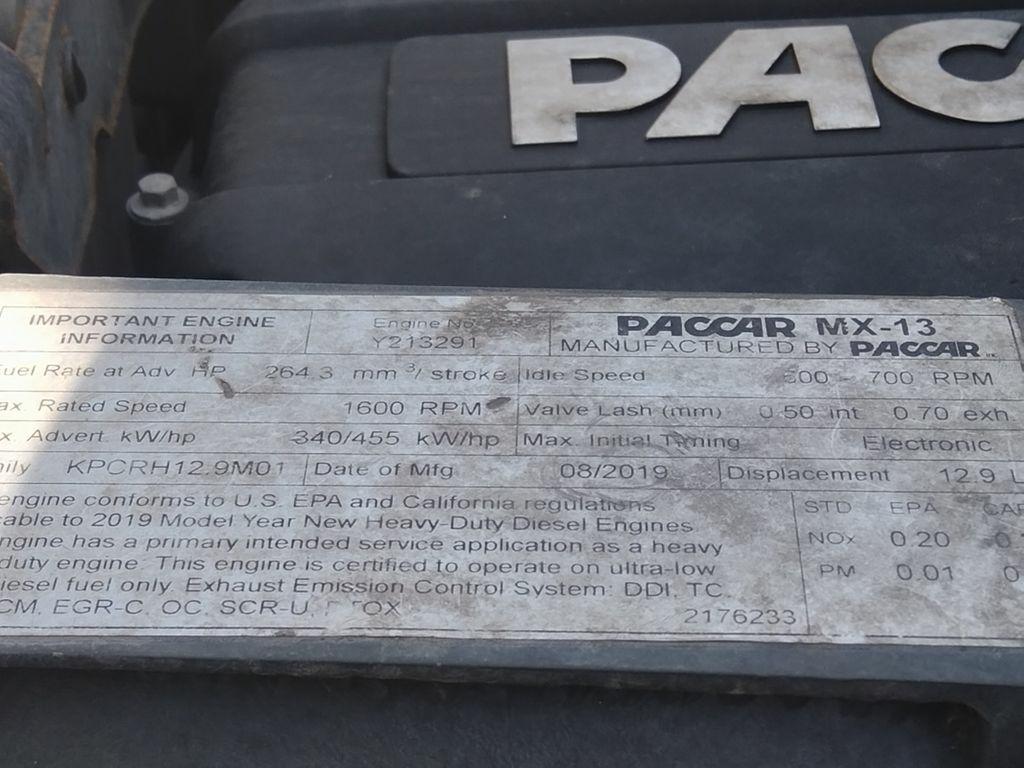 PAC
IMPORTANT ENGINE
INFORMATION
Engine No.
Y213291
PACCAR MX-13
MANUFACTURED BY PACCAR
uel Rate at Adv. HP 264.3 mm ³/ stroke
Idle Speed 700 RPM
ax. Rated Speed 1600 RPM
Valve Lash (mm) 0.50 int. 0.70 exh.
x. Advert. kW/hp 340/455 kW/hp
Max. Initial Timing Electronic
ily KPCRH12.9M01
Date of Mfg 08/2019
Displacement 12.9 L
engine conforms to U.S. EPA and California regulations
cable to 2019 Model Year New Heavy-Duty Diesel Engines
ngine has a primary intended service application as a heavy
duty engine. This engine is certified to operate on ultra-low
iesel fuel only. Exhaust Emission Control System: DDI, TC,
CM, EGR-C, OC, SCR-U,
2176233
STD EPA CAR
NOx 0.20 0.
PM 0.01 0